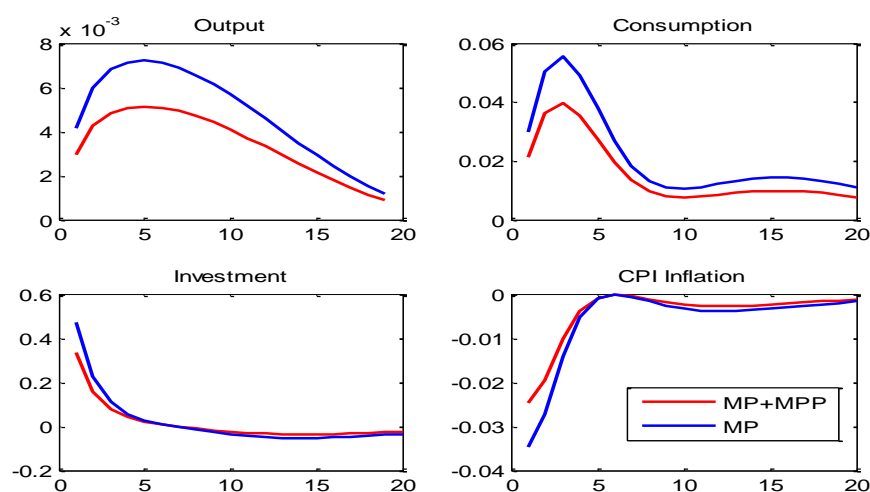 × 10⁻³
Output
8
6
4
2
0
0 5 10 15 20
Consumption
0.06
0.04
0.02
0
0 5 10 15 20
Investment
0.6
0.4
0.2
0
-0.2
0 5 10 15 20
CPI Inflation
0
-0.01
-0.02
-0.03
-0.04
0 5 10 15 20
MP+MPP
MP